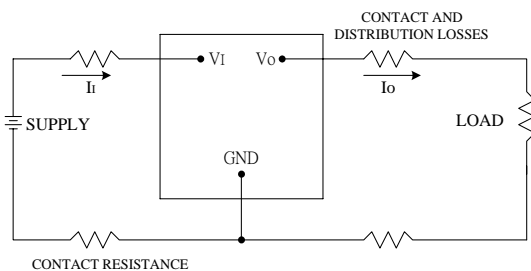 CONTACT AND
DISTRIBUTION LOSSES
VI
VO
II
IO
SUPPLY
LOAD
GND
CONTACT RESISTANCE